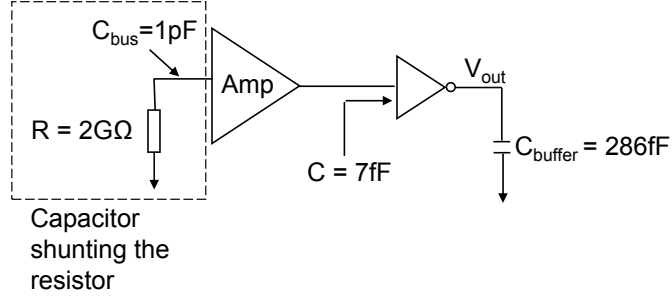 C_bus=1pF
Amp
V_out
R = 2GΩ
C_buffer = 286fF
C = 7fF
Capacitor
shunting the
resistor